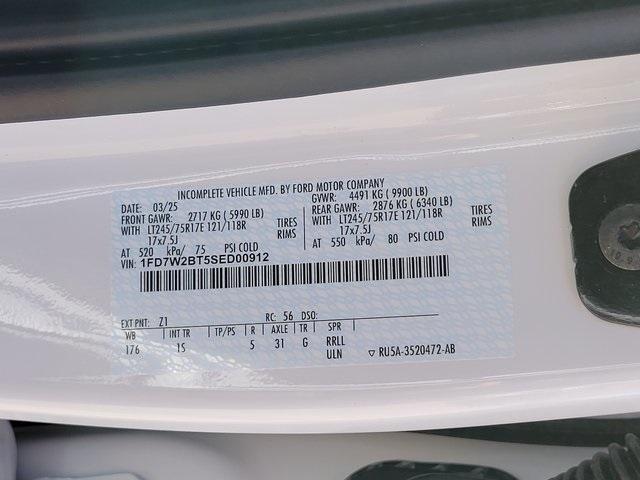 INCOMPLETE VEHICLE MFD. BY FORD MOTOR COMPANY
DATE: 03/25 GVWR: 4491 KG ( 9900 LB)
FRONT GAWR: 2717 KG ( 5990 LB) REAR GAWR: 2876 KG ( 6340 LB)
WITH LT245/75R17E 121/118R TIRES WITH LT245/75R17E 121/118R TIRES
17x7.5J RIMS 17x7.5J RIMS
AT 520 kPa/ 75 PSI COLD AT 550 kPa/ 80 PSI COLD
VIN: 1FD7W2BT5SED00912
EXT PNT: Z1 RC: 56 DSO:
WB INT TR TP/PS R AXLE TR SPR
176 1S 5 31 G RRLL
ULN ▽ RU5A-3520472-AB